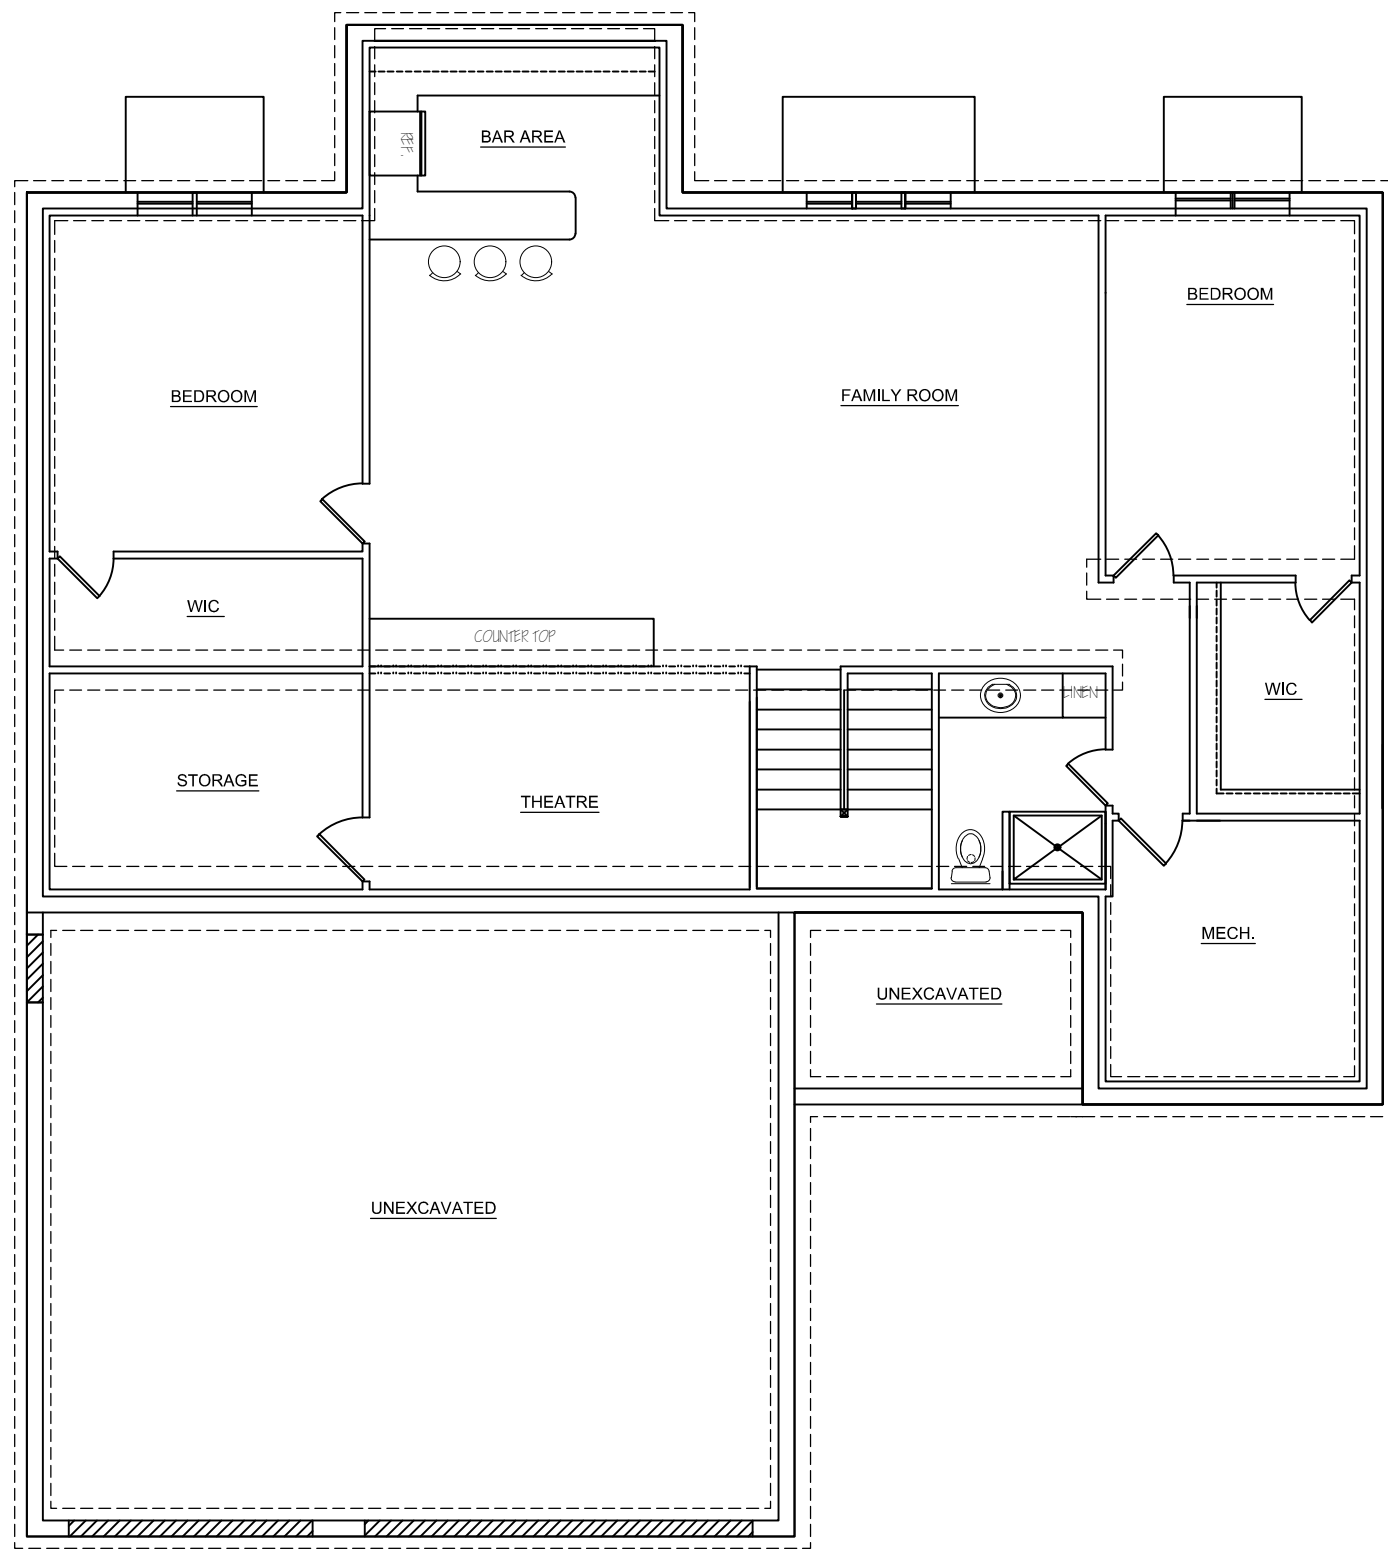 BAR AREA
REF.
BEDROOM
BEDROOM
FAMILY ROOM
WIC
COUNTER TOP
LINEN
WIC
STORAGE
THEATRE
MECH.
UNEXCAVATED
UNEXCAVATED